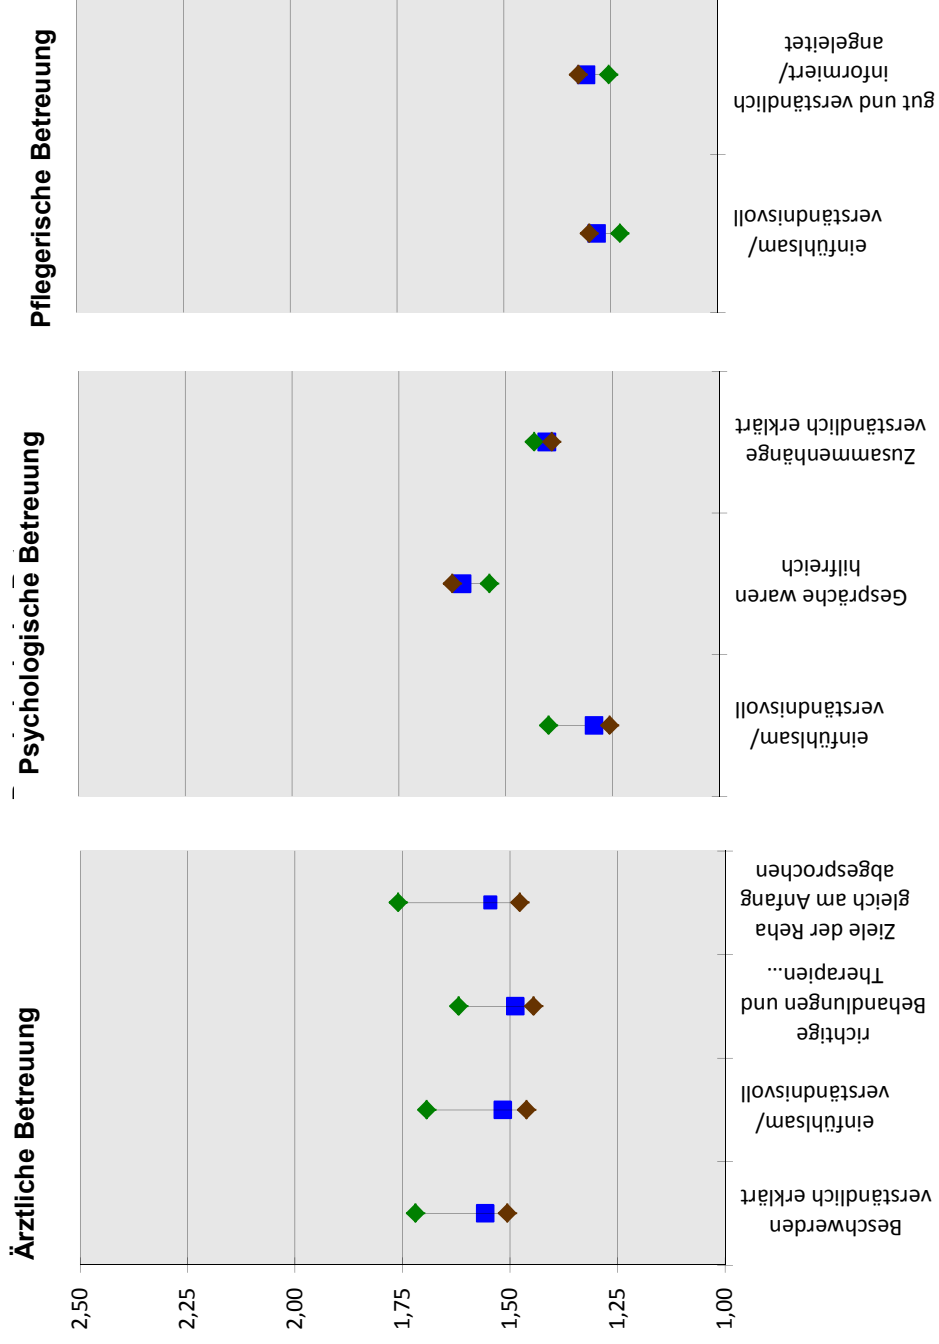 Ärztliche Betreuung
Psychologische Betreuung
Pflegerische Betreuung
2,50
2,25
2,00
1,75
1,50
1,25
1,00
Beschwerden
verständlich erklärt
einfühlsam/
verständnisvoll
richtige
Behandlungen und
Therapien...
Ziele der Reha
gleich am Anfang
abgesprochen
einfühlsam/
verständnisvoll
Gespräche waren
hilfreich
Zusammenhänge
verständlich erklärt
einfühlsam/
verständnisvoll
gut und verständlich
informiert/
angeleitet